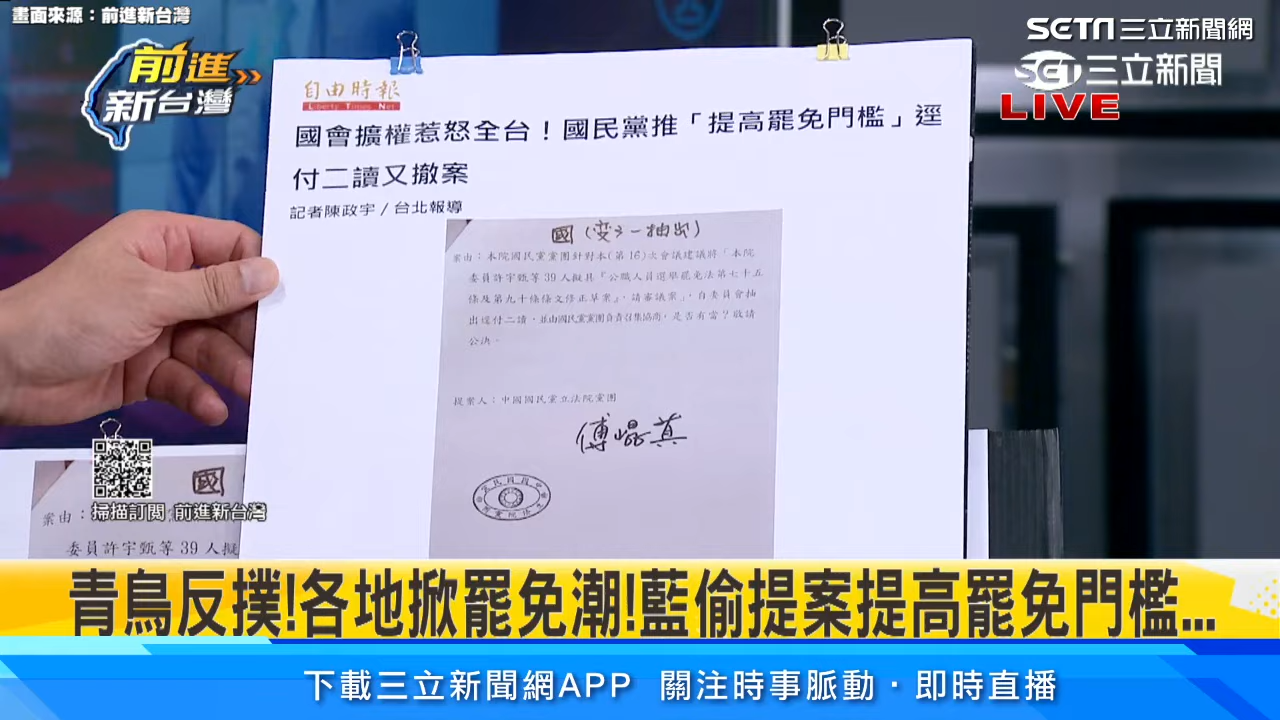 畫面來源：前進新台灣
前進
新台灣
SETN 三立新聞網
SET 三立新聞
LIVE
自由時報
Liberty Times Net
國會擴權惹怒全台！國民黨推「提高罷免門檻」逕
付二讀又撤案
記者陳政宇／台北報導
國（變之一抽出）
案由：本院國民黨黨團針對本(第16)次會議建議將「本院
委員許宇甄等39人擬具『公職人員選舉罷免法第七十五
條及第九十條條文修正草案』，請審議案」，自委員會抽
出逕付二讀，並由國民黨黨團負責召集協商，是否有當？敬請
公決。
提案人：中國國民黨立法院黨團
傅崐萁
國
案由：
委員許宇甄等39人擬
掃描訂閱 前進新台灣
青鳥反撲!各地掀罷免潮!藍偷提案提高罷免門檻...
下載三立新聞網APP 關注時事脈動・即時直播